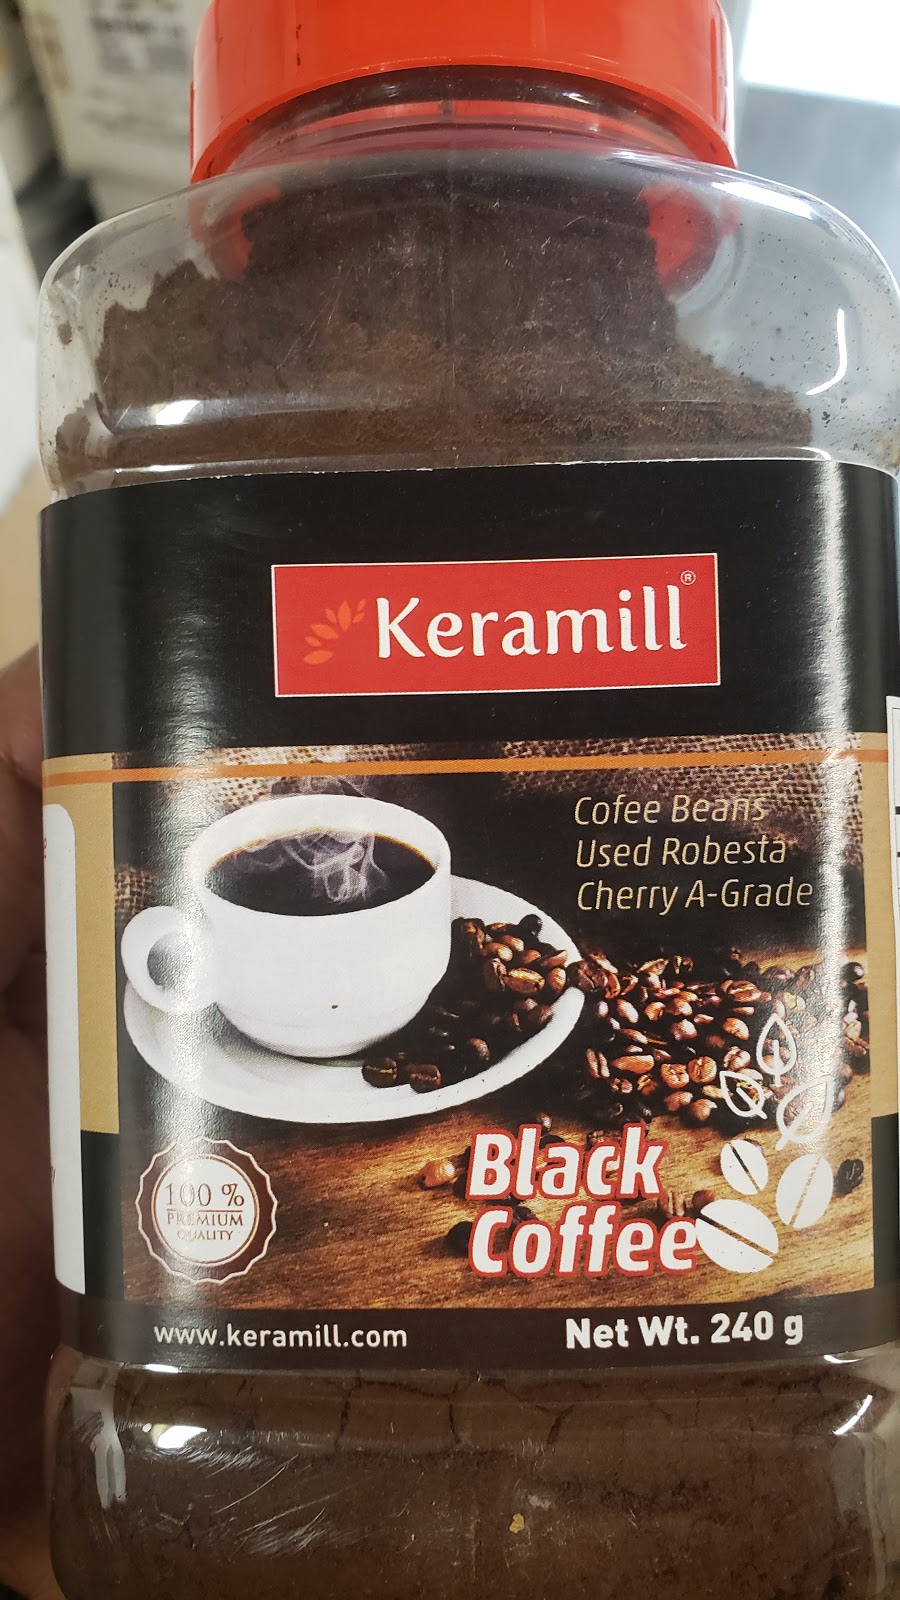 Keramill®
Cofee Beans
Used Robesta
Cherry A-Grade
Black
Coffee
100 %
PREMIUM
QUALITY
www.keramill.com
Net Wt. 240 g